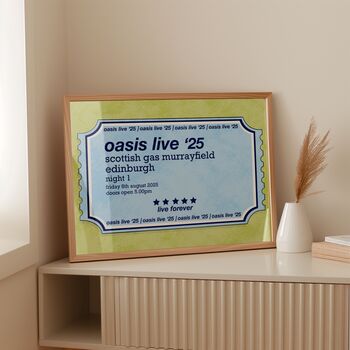 oasis live '25 | oasis live '25 | oasis live '25 | oasis live '25
oasis live '25
scottish gas murrayfield
edinburgh
night 1
friday 8th august 2025
doors open 5.00pm
★★★★★
live forever
oasis live '25 | oasis live '25 | oasis live '25 | oasis live '25